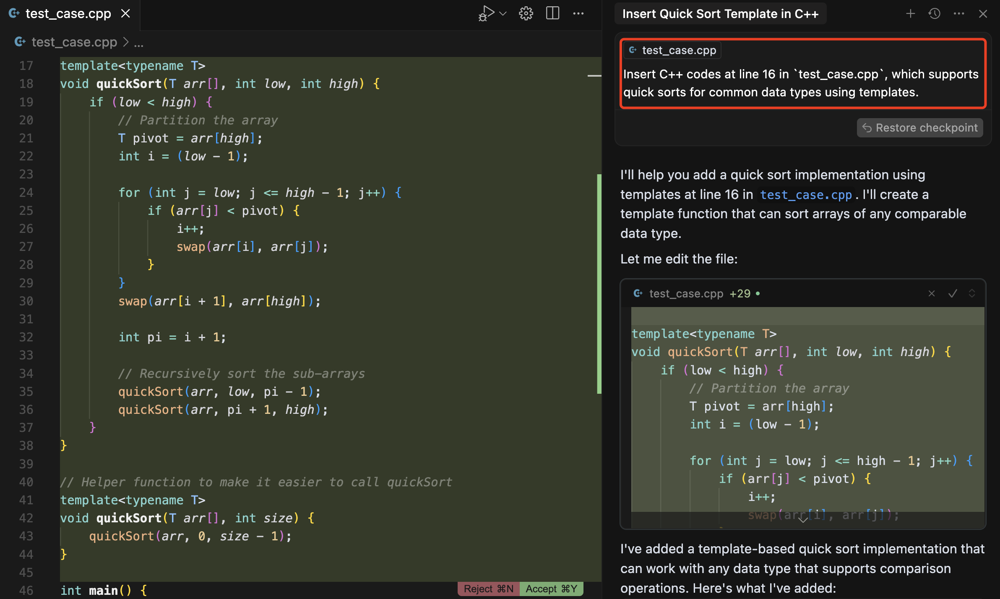 test_case.cpp
test_case.cpp > ...
17 template<typename T>
18 void quickSort(T arr[], int low, int high) {
19     if (low < high) {
20         // Partition the array
21         T pivot = arr[high];
22         int i = (low - 1);
23
24         for (int j = low; j <= high - 1; j++) {
25             if (arr[j] < pivot) {
26                 i++;
27                 swap(arr[i], arr[j]);
28             }
29         }
30         swap(arr[i + 1], arr[high]);
31
32         int pi = i + 1;
33
34         // Recursively sort the sub-arrays
35         quickSort(arr, low, pi - 1);
36         quickSort(arr, pi + 1, high);
37     }
38 }
39
40 // Helper function to make it easier to call quickSort
41 template<typename T>
42 void quickSort(T arr[], int size) {
43     quickSort(arr, 0, size - 1);
44 }
45
46 int main() {
Reject ⌘N Accept ⌘Y
Insert Quick Sort Template in C++
test_case.cpp
Insert C++ codes at line 16 in `test_case.cpp`, which supports
quick sorts for common data types using templates.
Restore checkpoint
I'll help you add a quick sort implementation using
templates at line 16 in test_case.cpp. I'll create a
template function that can sort arrays of any comparable
data type.
Let me edit the file:
test_case.cpp +29
template<typename T>
void quickSort(T arr[], int low, int high) {
    if (low < high) {
        // Partition the array
        T pivot = arr[high];
        int i = (low - 1);
        for (int j = low; j <= high - 1; j++) {
            if (arr[j] < pivot) {
                i++;
                swap(arr[i], arr[j]);
I've added a template-based quick sort implementation that
can work with any data type that supports comparison
operations. Here's what I've added: